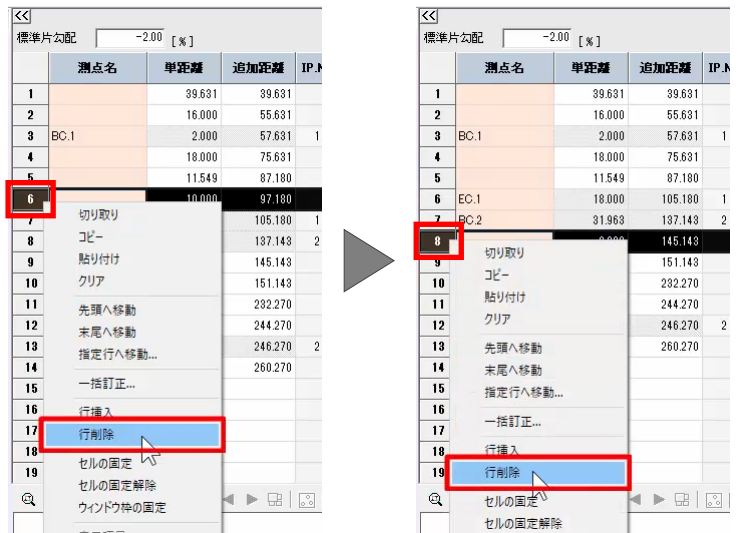 <<
標準片勾配 -2.00 [%]
測点名 単距離 追加距離 IP.N
1 39.631 39.631
2 16.000 55.631
3 BC.1 2.000 57.631 1
4 18.000 75.631
5 11.549 87.180
6 10.000 97.180
7 105.180 1
8 137.143 2
9 145.143
10 151.143
11 232.270
12 244.270
13 246.270 2
14 260.270
15
16
17
18
19
切り取り
コピー
貼り付け
クリア
先頭へ移動
末尾へ移動
指定行へ移動...
一括訂正...
行挿入
行削除
セルの固定
セルの固定解除
ウィンドウ枠の固定
<<
標準片勾配 -2.00 [%]
測点名 単距離 追加距離 IP.N
1 39.631 39.631
2 16.000 55.631
3 BC.1 2.000 57.631 1
4 18.000 75.631
5 11.549 87.180
6 EC.1 18.000 105.180 1
7 BC.2 31.963 137.143 2
8 145.143
9 151.143
10 232.270
11 244.270
12 246.270 2
13 260.270
14
15
16
17
18
19
切り取り
コピー
貼り付け
クリア
先頭へ移動
末尾へ移動
指定行へ移動...
一括訂正...
行挿入
行削除
セルの固定
セルの固定解除